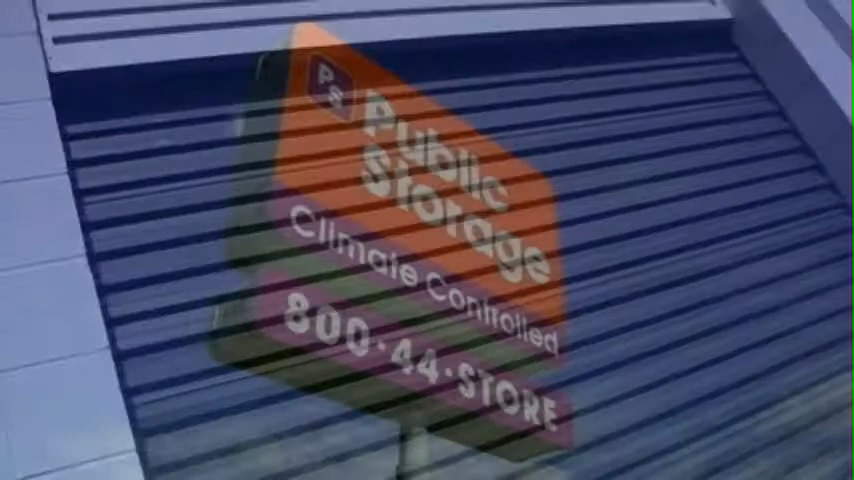 PS
Public
Storage
Climate Controlled
800-44-STORE